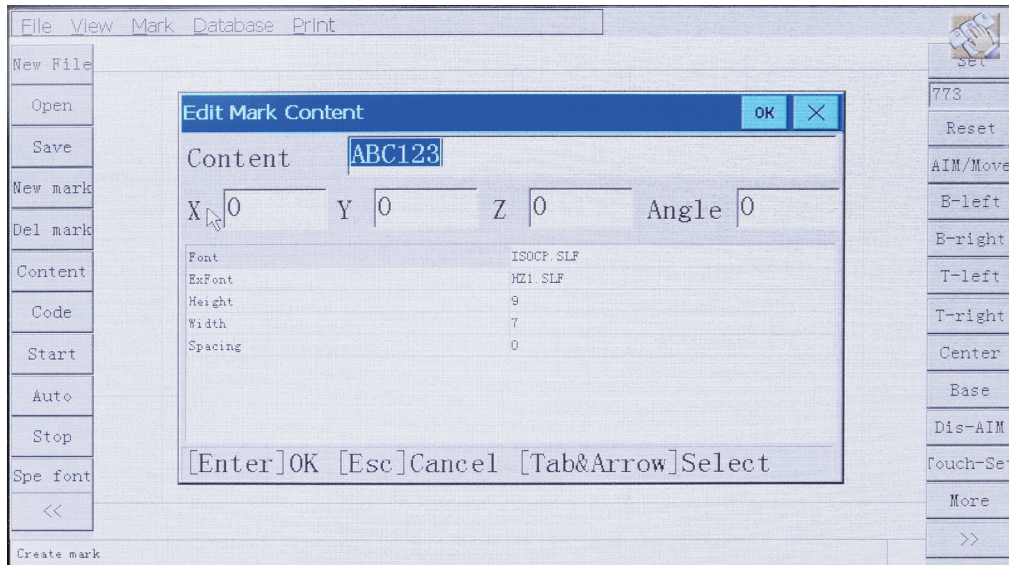 File View Mark Database Print
New File
Open
Save
New mark
Del mark
Content
Code
Start
Auto
Stop
Spe font
<<
Create mark
Edit Mark Content OK
Content ABC123
X 0 Y 0 Z 0 Angle 0
Font ISOCP.SLF
ExFont HZ1.SLF
Height 9
Width 7
Spacing 0
[Enter]OK [Esc]Cancel [Tab&Arrow]Select
Set
773
Reset
AIM/Move
B-left
B-right
T-left
T-right
Center
Base
Dis-AIM
Touch-Set
More
>>